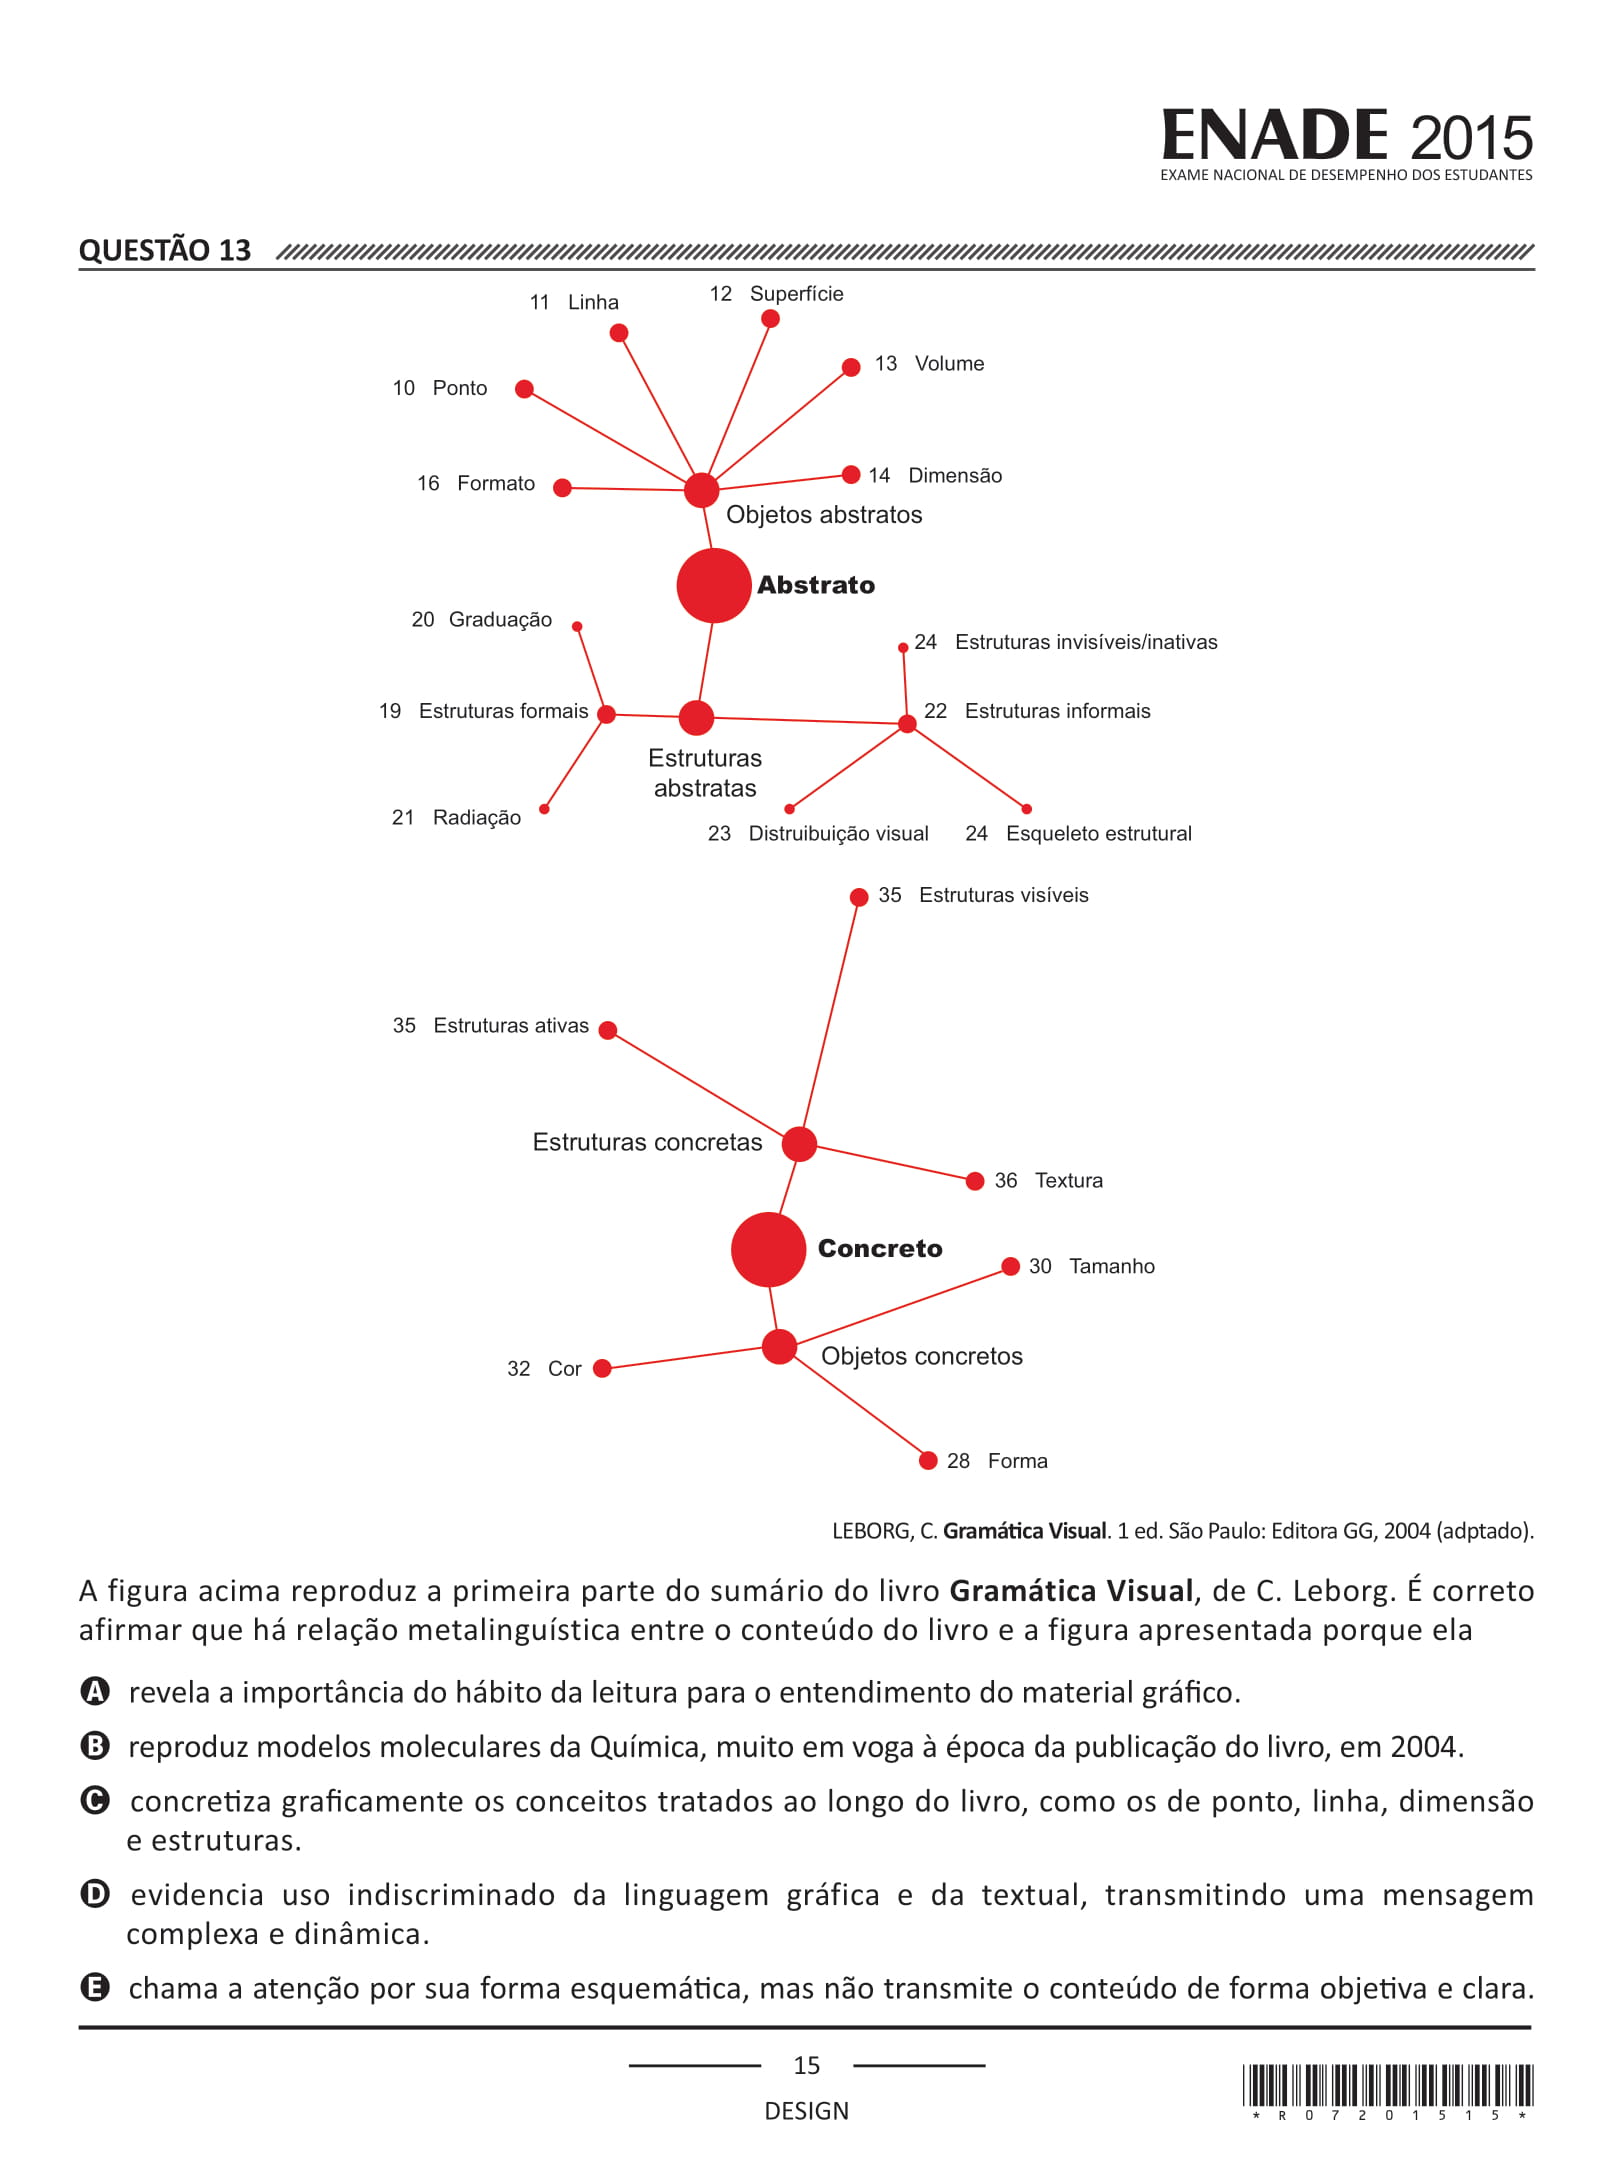 ENADE 2015
EXAME NACIONAL DE DESEMPENHO DOS ESTUDANTES
QUESTÃO 13
11 Linha
12 Superfície
13 Volume
10 Ponto
16 Formato
14 Dimensão
Objetos abstratos
Abstrato
20 Graduação
24 Estruturas invisíveis/inativas
19 Estruturas formais
22 Estruturas informais
Estruturas
abstratas
21 Radiação
23 Distruibuição visual
24 Esqueleto estrutural
35 Estruturas visíveis
35 Estruturas ativas
Estruturas concretas
36 Textura
Concreto
30 Tamanho
Objetos concretos
32 Cor
28 Forma
LEBORG, C. Gramática Visual. 1 ed. São Paulo: Editora GG, 2004 (adptado).
A figura acima reproduz a primeira parte do sumário do livro Gramática Visual, de C. Leborg. É correto
afirmar que há relação metalinguística entre o conteúdo do livro e a figura apresentada porque ela
A revela a importância do hábito da leitura para o entendimento do material gráfico.
B reproduz modelos moleculares da Química, muito em voga à época da publicação do livro, em 2004.
C concretiza graficamente os conceitos tratados ao longo do livro, como os de ponto, linha, dimensão
e estruturas.
D evidencia uso indiscriminado da linguagem gráfica e da textual, transmitindo uma mensagem
complexa e dinâmica.
E chama a atenção por sua forma esquemática, mas não transmite o conteúdo de forma objetiva e clara.
15
DESIGN
* R 0 7 2 0 1 5 1 5 *